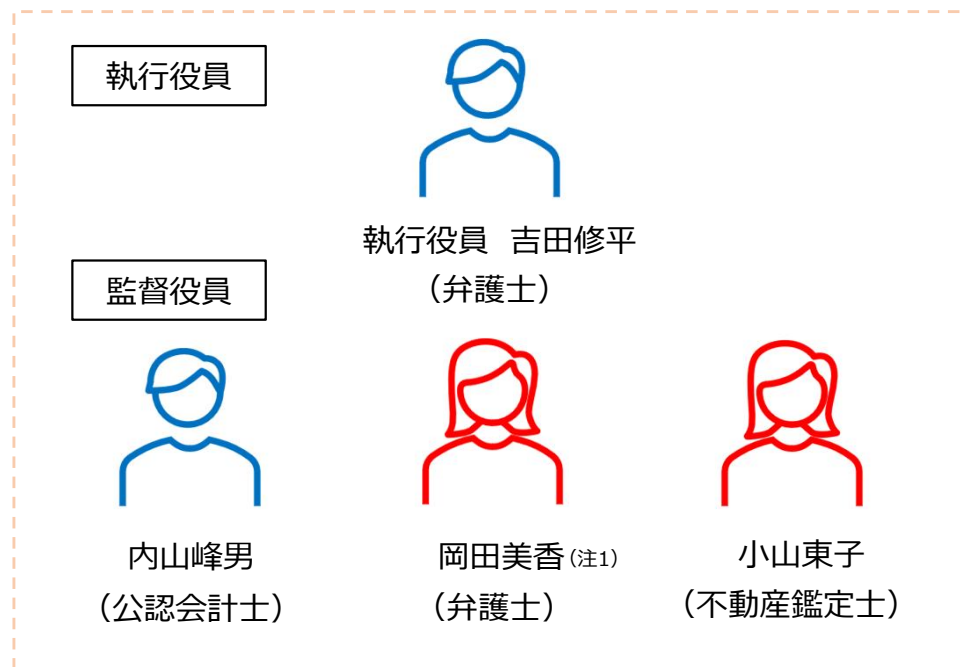 執行役員
執行役員 吉田修平
（弁護士）
監督役員
内山峰男
（公認会計士）
岡田美香(注1)
（弁護士）
小山東子
（不動産鑑定士）